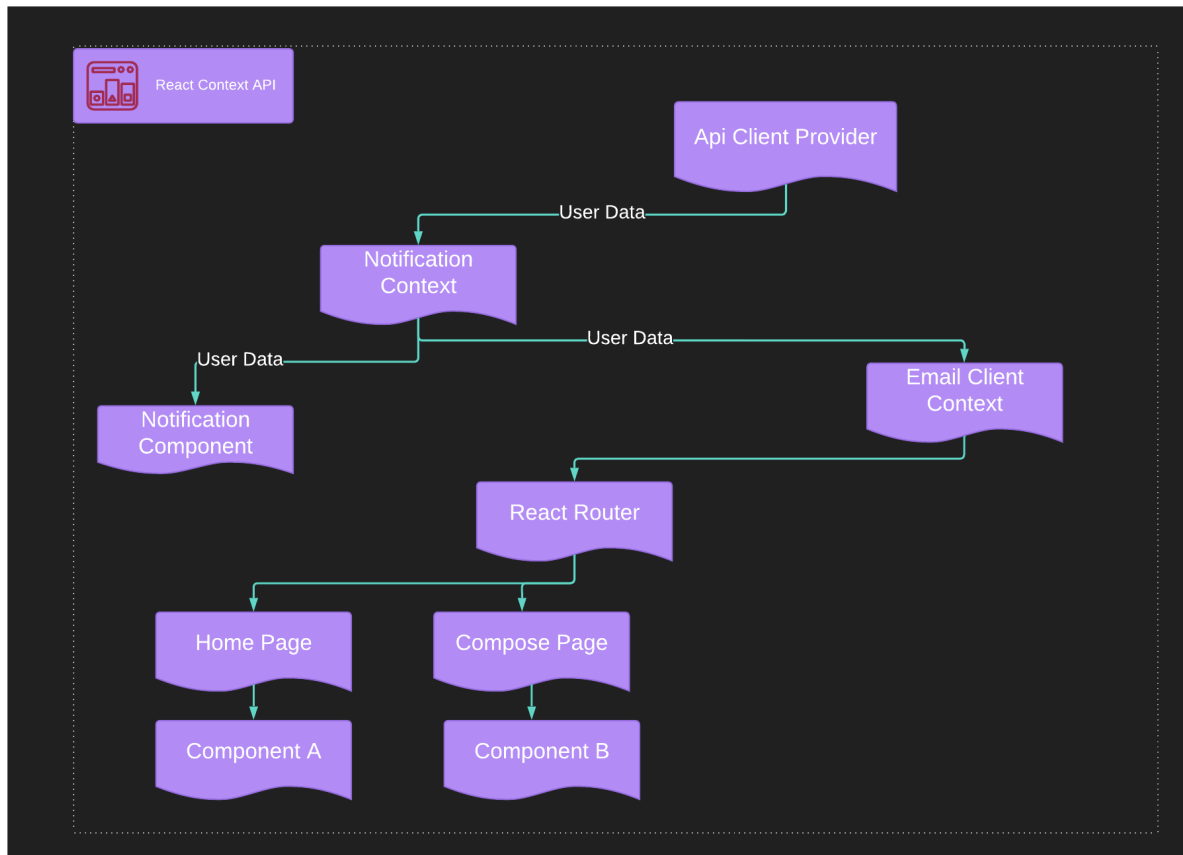 React Context API
Api Client Provider
User Data
Notification
Context
User Data
User Data
Email Client
Context
Notification
Component
React Router
Home Page
Compose Page
Component A
Component B